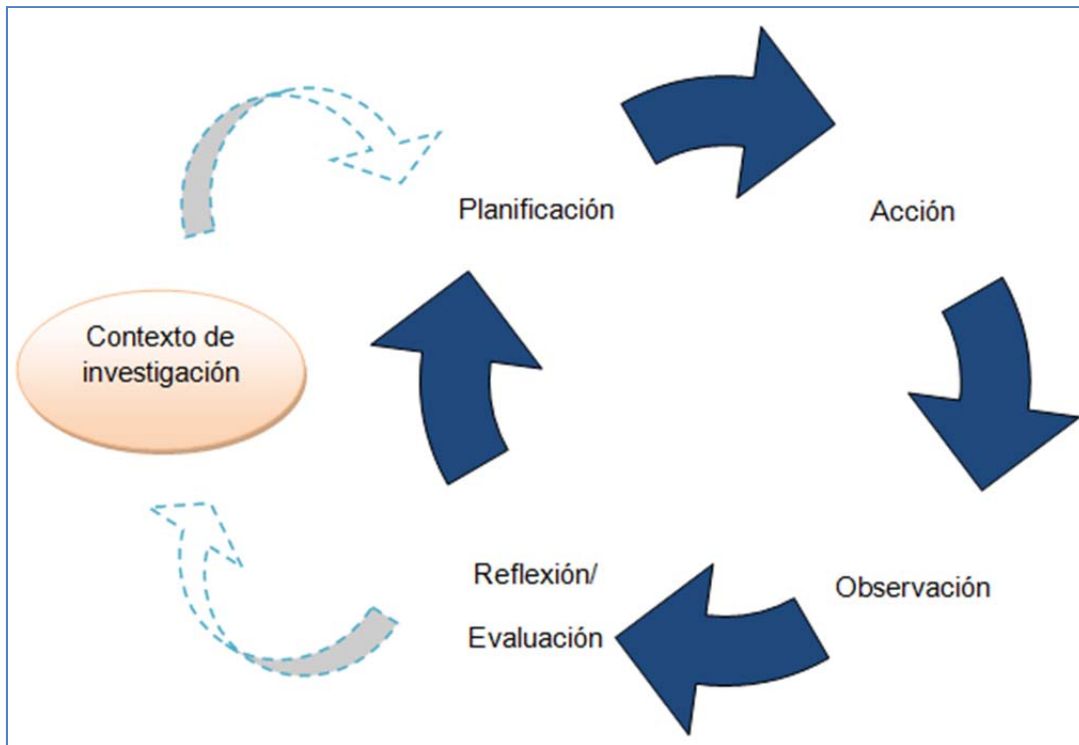 Planificación
Acción
Contexto de
investigación
Reflexión/
Evaluación
Observación